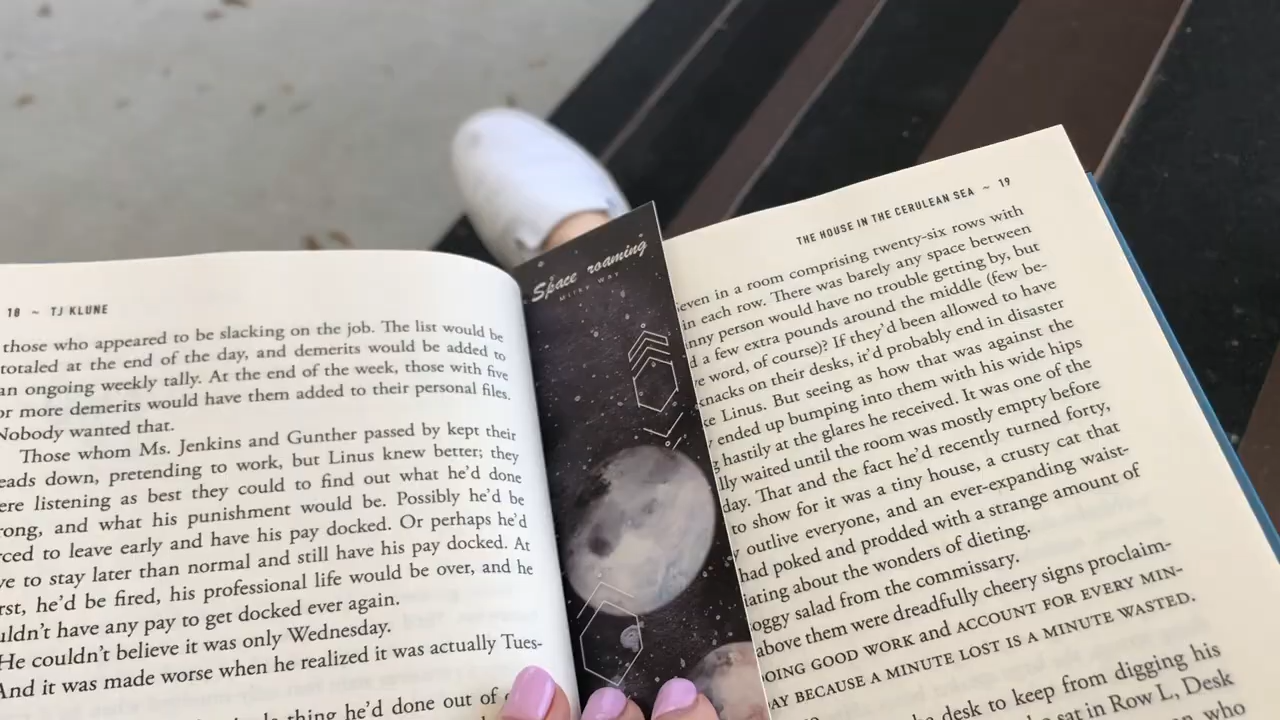 18 ~ TJ KLUNE
those who appeared to be slacking on the job. The list would be
totaled at the end of the day, and demerits would be added to
an ongoing weekly tally. At the end of the week, those with five
or more demerits would have them added to their personal files.
Nobody wanted that.
Those whom Ms. Jenkins and Gunther passed by kept their
eads down, pretending to work, but Linus knew better; they
ere listening as best they could to find out what he'd done
rong, and what his punishment would be. Possibly he'd be
rced to leave early and have his pay docked. Or perhaps he'd
ve to stay later than normal and still have his pay docked. At
rst, he'd be fired, his professional life would be over, and he
uldn't have any pay to get docked ever again.
He couldn't believe it was only Wednesday.
And it was made worse when he realized it was actually Tues-
thing he'd done out of
Space roaming
MILKY WAY
THE HOUSE IN THE CERULEAN SEA ~ 19
even in a room comprising twenty-six rows with
in each row. There was barely any space between
nny person would have no trouble getting by, but
d a few extra pounds around the middle (few be-
e word, of course)? If they'd been allowed to have
knacks on their desks, it'd probably end in disaster
ke Linus. But seeing as how that was against the
ended up bumping into them with his wide hips
hastily at the glares he received. It was one of the
lly waited until the room was mostly empty before
day. That and the fact he'd recently turned forty,
to show for it was a tiny house, a crusty cat that
outlive everyone, and an ever-expanding waist-
had poked and prodded with a strange amount of
iating about the wonders of dieting.
oggy salad from the commissary.
above them were dreadfully cheery signs proclaim-
OING GOOD WORK and ACCOUNT FOR EVERY MIN-
AY BECAUSE A MINUTE LOST IS A MINUTE WASTED.
desk to keep from digging his
sat in Row L, Desk
who